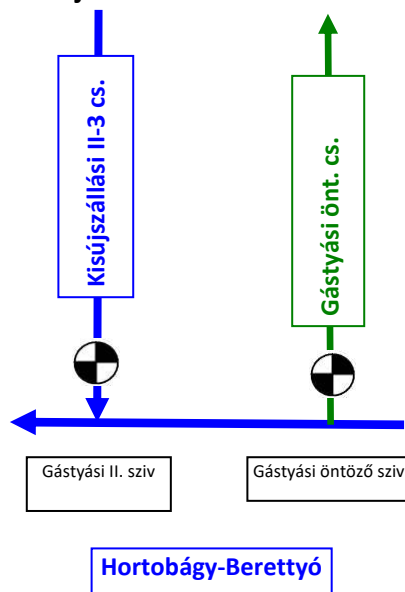 Kisújszállási II-3 cs.
Gástyási önt. cs.
Gástyási II. sziv
Gástyási öntöző sziv
Hortobágy-Berettyó